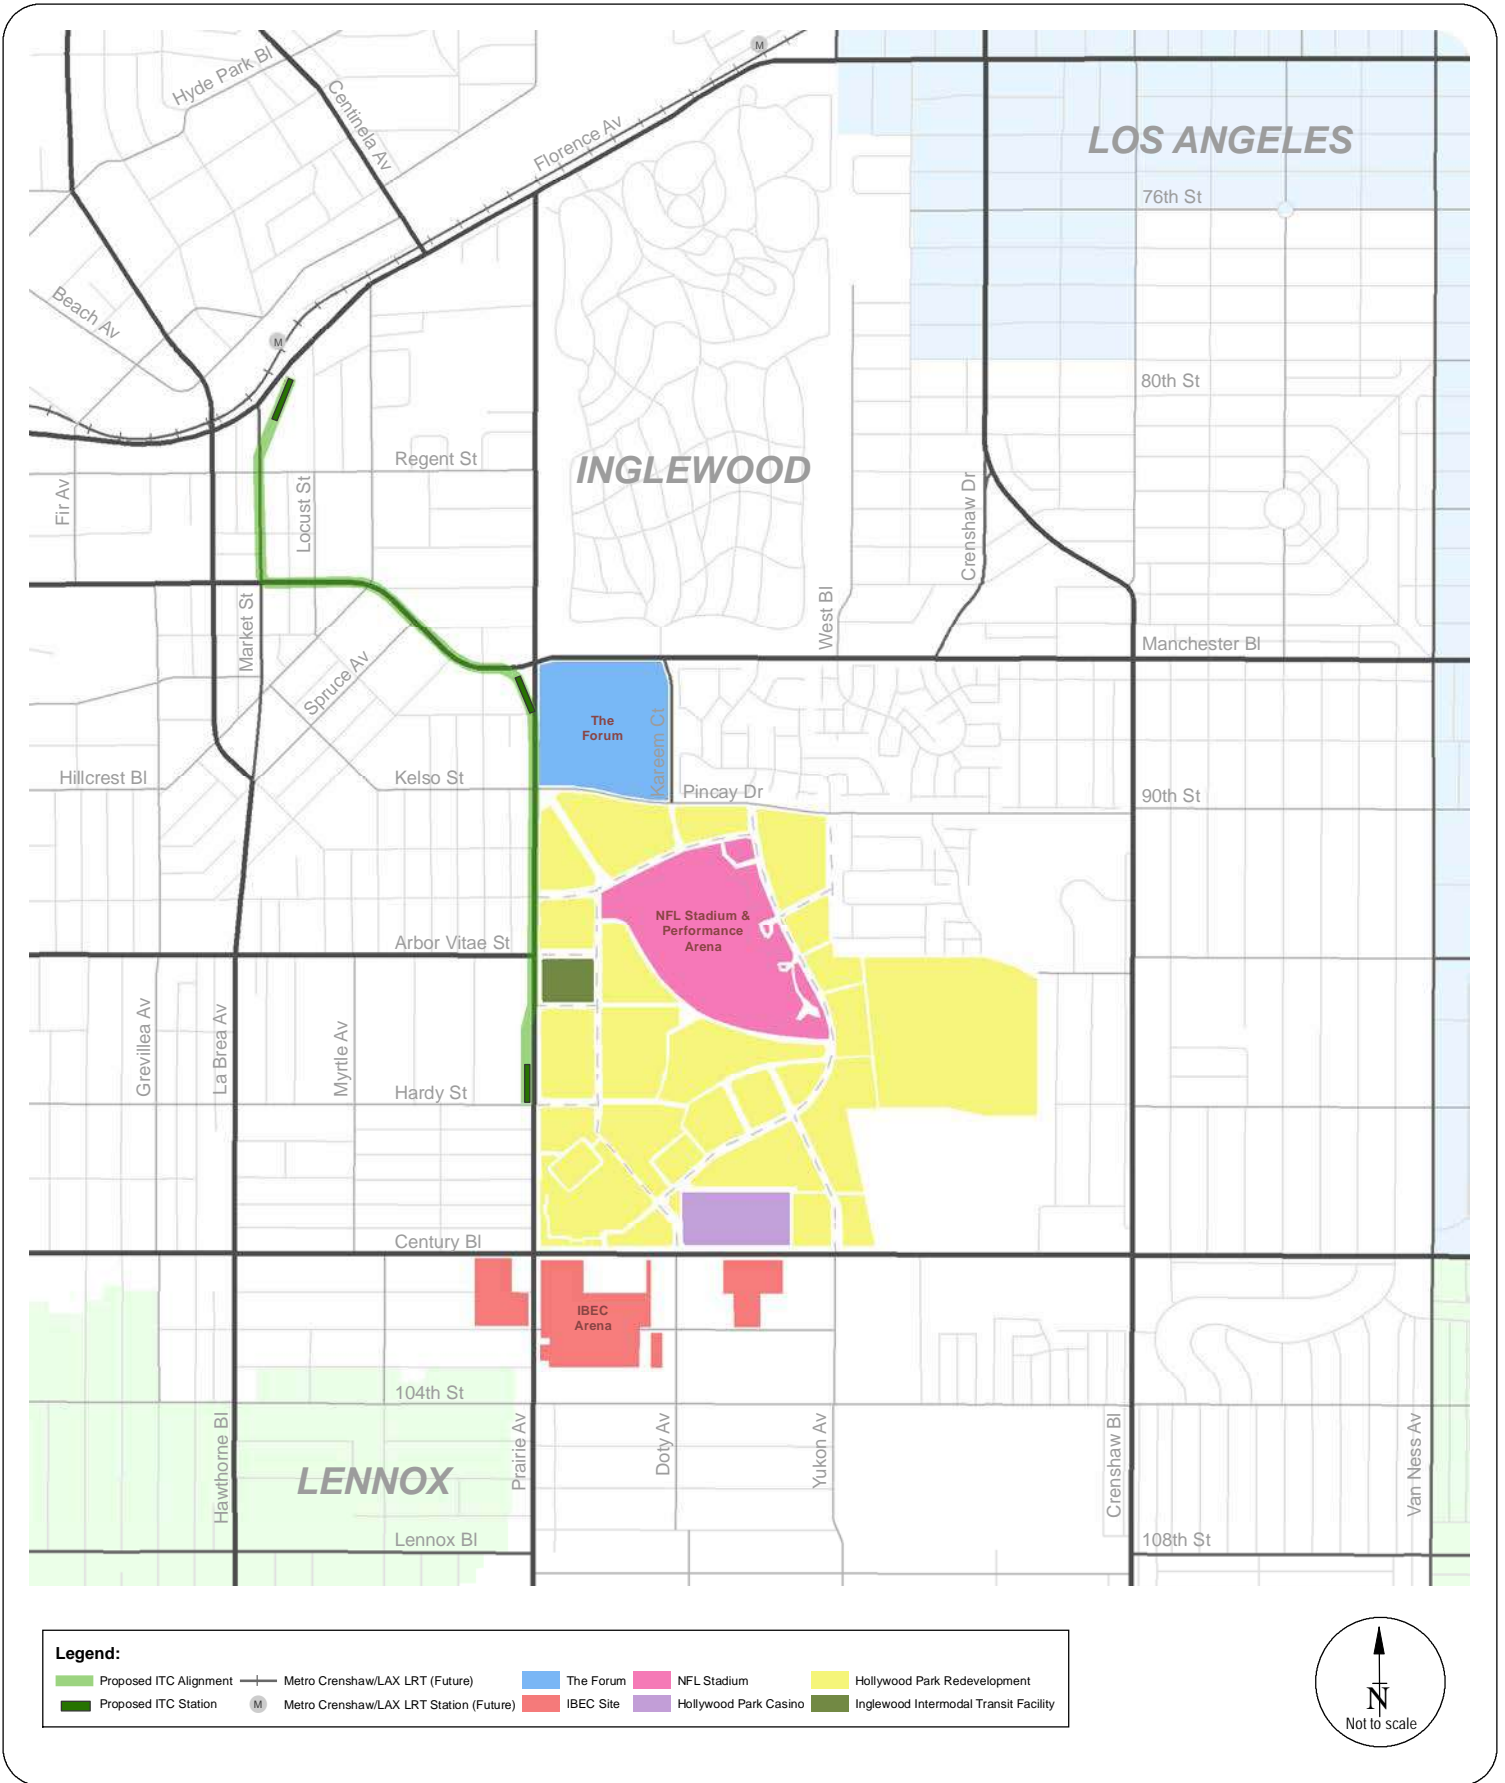 M
Hyde Park Bl
Centinela Av
Florence Av
LOS ANGELES
76th St
Beach Av
M
80th St
Regent St
INGLEWOOD
Fir Av
Locust St
Crenshaw Dr
Market St
West Bl
Manchester Bl
Spruce Av
The
Forum
Kareem Ct
Hillcrest Bl
Kelso St
Pincay Dr
90th St
NFL Stadium &
Performance
Arena
Arbor Vitae St
Grevillea Av
La Brea Av
Myrtle Av
Hardy St
Century Bl
IBEC
Arena
104th St
Hawthorne Bl
LENNOX
Prairie Av
Doty Av
Yukon Av
Crenshaw Bl
Van Ness Av
Lennox Bl
108th St
Legend:
Proposed ITC Alignment
Metro Crenshaw/LAX LRT (Future)
The Forum
NFL Stadium
Hollywood Park Redevelopment
Proposed ITC Station
M
Metro Crenshaw/LAX LRT Station (Future)
IBEC Site
Hollywood Park Casino
Inglewood Intermodal Transit Facility
N
Not to scale